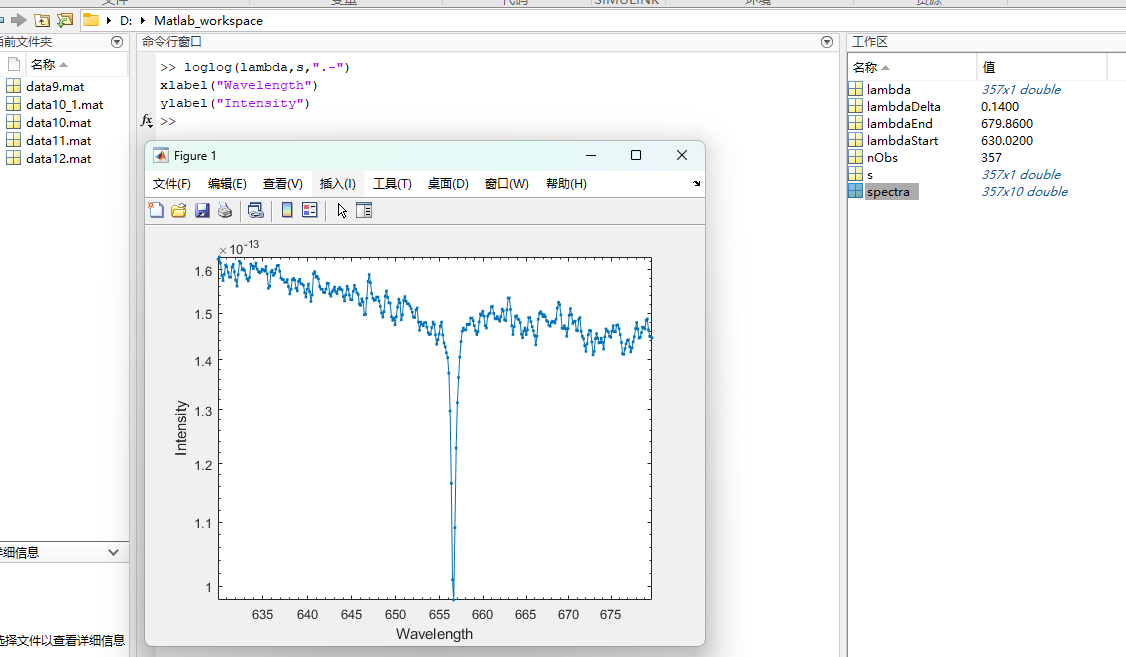 SIMULINK
D: Matlab_workspace
前文件夹
名称
data9.mat
data10_1.mat
data10.mat
data11.mat
data12.mat
详细信息
选择文件以查看详细信息
命令行窗口
>> loglog(lambda,s,".-")
xlabel("Wavelength")
ylabel("Intensity")
fx >>
Figure 1
文件(F) 编辑(E) 查看(V) 插入(I) 工具(T) 桌面(D) 窗口(W) 帮助(H)
×10-13
1.6
1.5
1.4
1.3
1.2
1.1
1
Intensity
635 640 645 650 655 660 665 670 675
Wavelength
工作区
名称 值
lambda 357x1 double
lambdaDelta 0.1400
lambdaEnd 679.8600
lambdaStart 630.0200
nObs 357
s 357x1 double
spectra 357x10 double